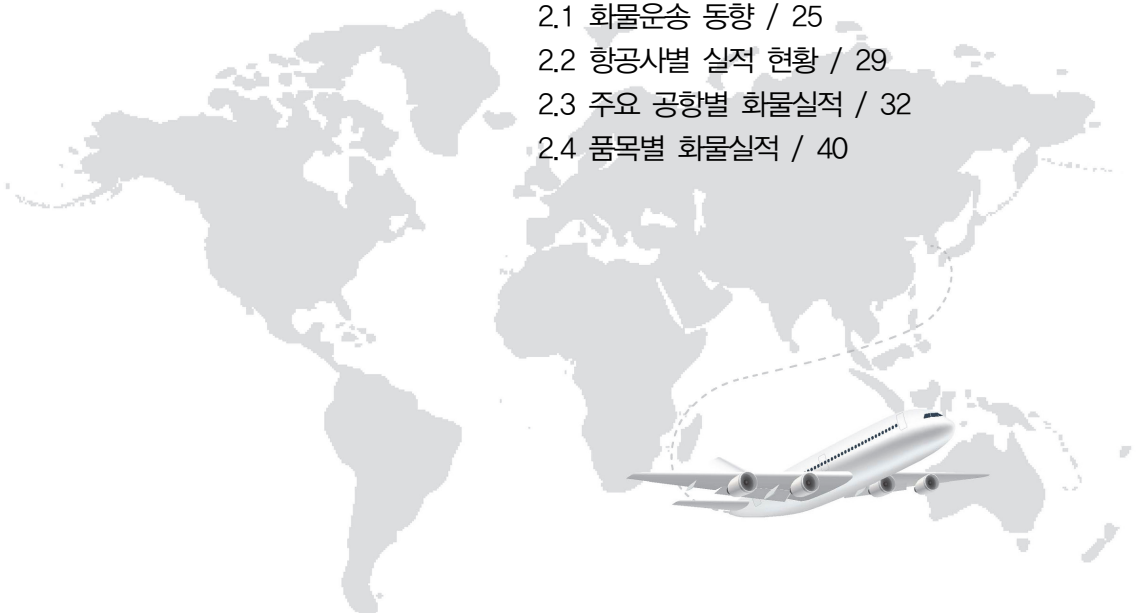 2.1 화물운송 동향 / 25
2.2 항공사별 실적 현황 / 29
2.3 주요 공항별 화물실적 / 32
2.4 품목별 화물실적 / 40